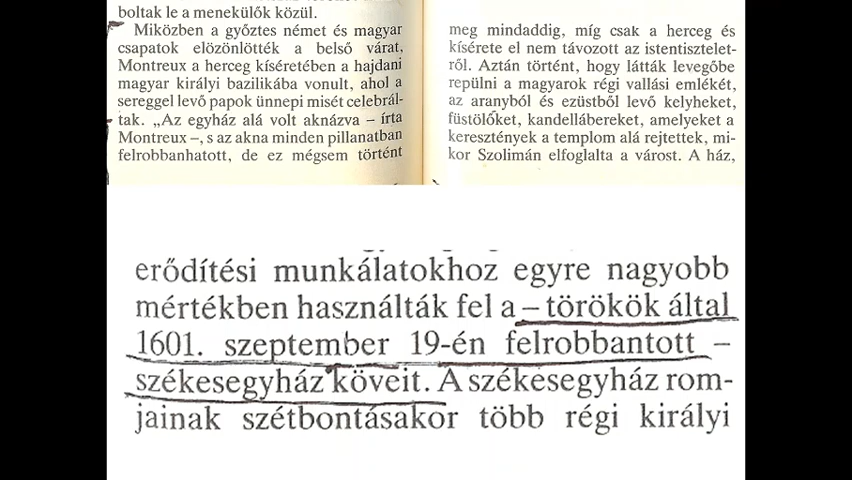 boltak le a menekülők közül.
Miközben a győztes német és magyar
csapatok elözönlötték a belső várat,
Montreux a herceg kíséretében a hajdani
magyar királyi bazilikába vonult, ahol a
sereggel levő papok ünnepi misét celebrál-
tak. „Az egyház alá volt aknázva – írta
Montreux –, s az akna minden pillanatban
felrobbanhatott, de ez mégsem történt
meg mindaddig, míg csak a herceg és
kísérete el nem távozott az istentisztelet-
ről. Aztán történt, hogy látták levegőbe
repülni a magyarok régi vallási emlékét,
az aranyból és ezüstből levő kelyheket,
füstölőket, kandellábereket, amelyeket a
keresztények a templom alá rejtettek, mi-
kor Szolimán elfoglalta a várost. A ház,
erődítési munkálatokhoz egyre nagyobb
mértékben használták fel a – törökök által
1601. szeptember 19-én felrobbantott –
székesegyház köveit. A székesegyház rom-
jainak szétbontásakor több régi királyi